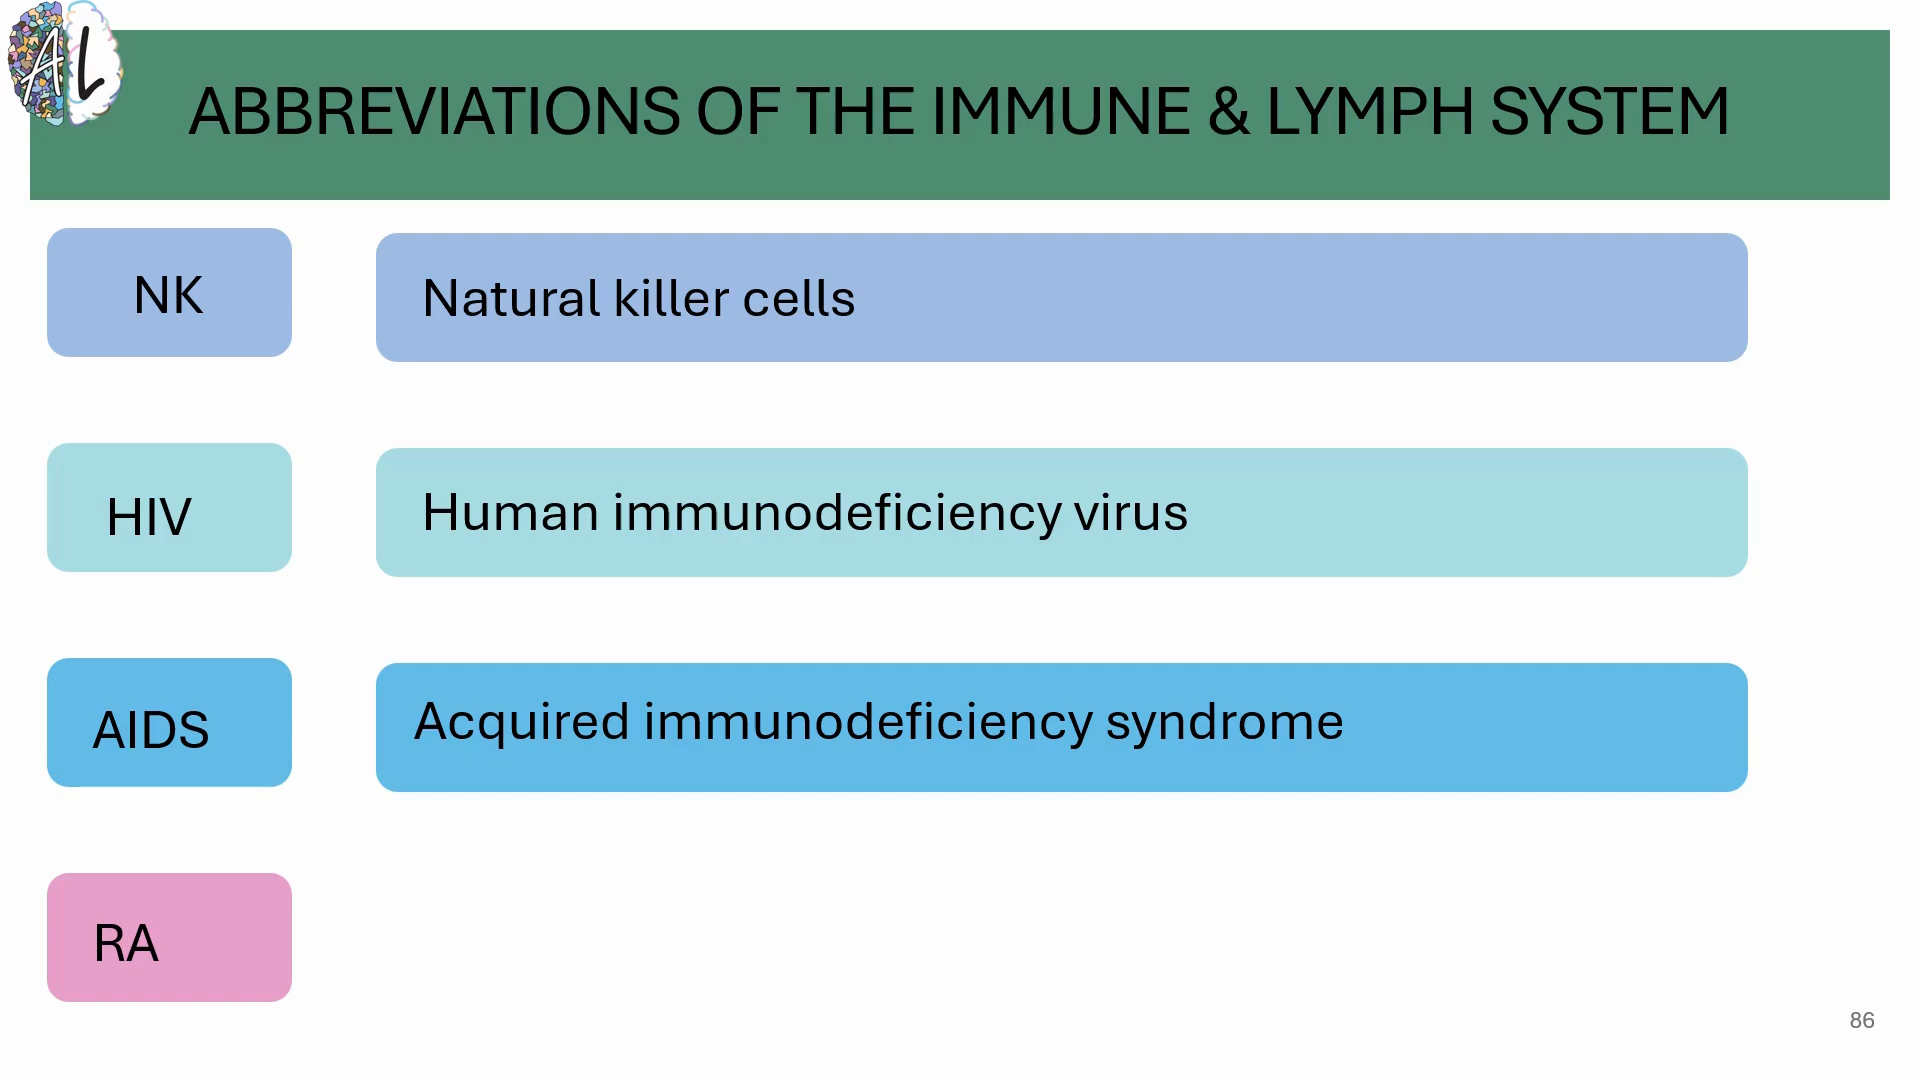 AL
ABBREVIATIONS OF THE IMMUNE & LYMPH SYSTEM
NK
Natural killer cells
HIV
Human immunodeficiency virus
AIDS
Acquired immunodeficiency syndrome
RA
86